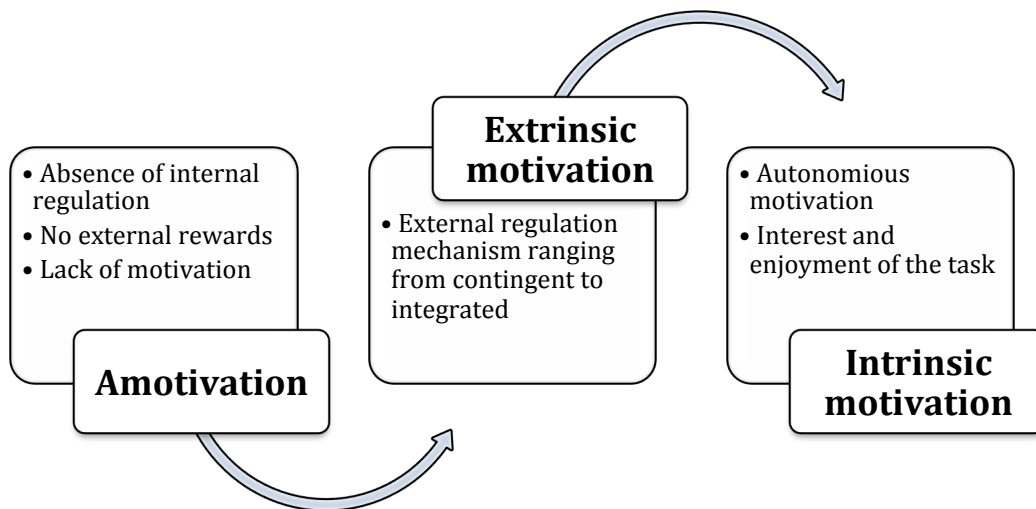 • Absence of internal
regulation
• No external rewards
• Lack of motivation
Amotivation
Extrinsic
motivation
• External regulation
mechanism ranging
from contingent to
integrated
• Autonomious
motivation
• Interest and
enjoyment of the task
Intrinsic
motivation